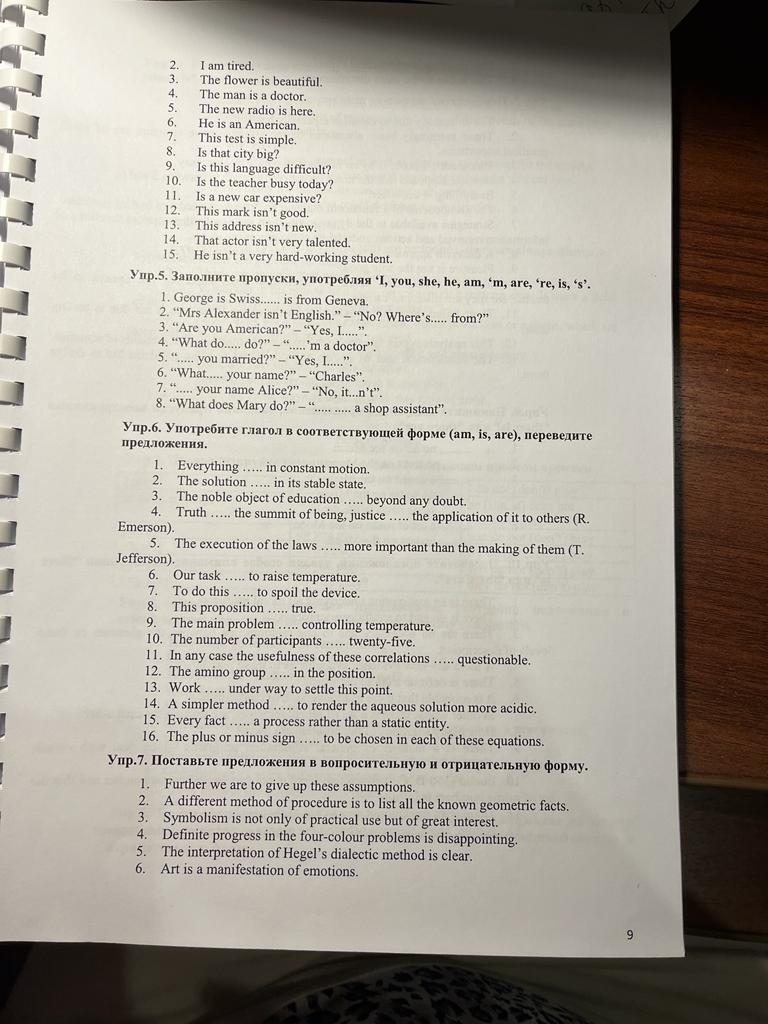 2. I am tired.
3. The flower is beautiful.
4. The man is a doctor.
5. The new radio is here.
6. He is an American.
7. This test is simple.
8. Is that city big?
9. Is this language difficult?
10. Is the teacher busy today?
11. Is a new car expensive?
12. This mark isn't good.
13. This address isn't new.
14. That actor isn't very talented.
15. He isn't a very hard-working student.
Упр.5. Заполните пропуски, употребляя 'I, you, she, he, am, 'm, are, 're, is, 's'.
1. George is Swiss...... is from Geneva.
2. “Mrs Alexander isn't English.” – “No? Where's..... from?”
3. “Are you American?” – “Yes, I.....”.
4. “What do..... do?” – “.....'m a doctor”.
5. “..... you married?” – “Yes, I.....”.
6. “What..... your name?” – “Charles”.
7. “..... your name Alice?” – “No, it...n't”.
8. “What does Mary do?” – “..... ..... a shop assistant”.
Упр.6. Употребите глагол в соответствующей форме (am, is, are), переведите
предложения.
1. Everything ..... in constant motion.
2. The solution ..... in its stable state.
3. The noble object of education ..... beyond any doubt.
4. Truth ..... the summit of being, justice ..... the application of it to others (R.
Emerson).
5. The execution of the laws ..... more important than the making of them (T.
Jefferson).
6. Our task ..... to raise temperature.
7. To do this ..... to spoil the device.
8. This proposition ..... true.
9. The main problem ..... controlling temperature.
10. The number of participants ..... twenty-five.
11. In any case the usefulness of these correlations ..... questionable.
12. The amino group ..... in the position.
13. Work ..... under way to settle this point.
14. A simpler method ..... to render the aqueous solution more acidic.
15. Every fact ..... a process rather than a static entity.
16. The plus or minus sign ..... to be chosen in each of these equations.
Упр.7. Поставьте предложения в вопросительную и отрицательную форму.
1. Further we are to give up these assumptions.
2. A different method of procedure is to list all the known geometric facts.
3. Symbolism is not only of practical use but of great interest.
4. Definite progress in the four-colour problems is disappointing.
5. The interpretation of Hegel's dialectic method is clear.
6. Art is a manifestation of emotions.
9